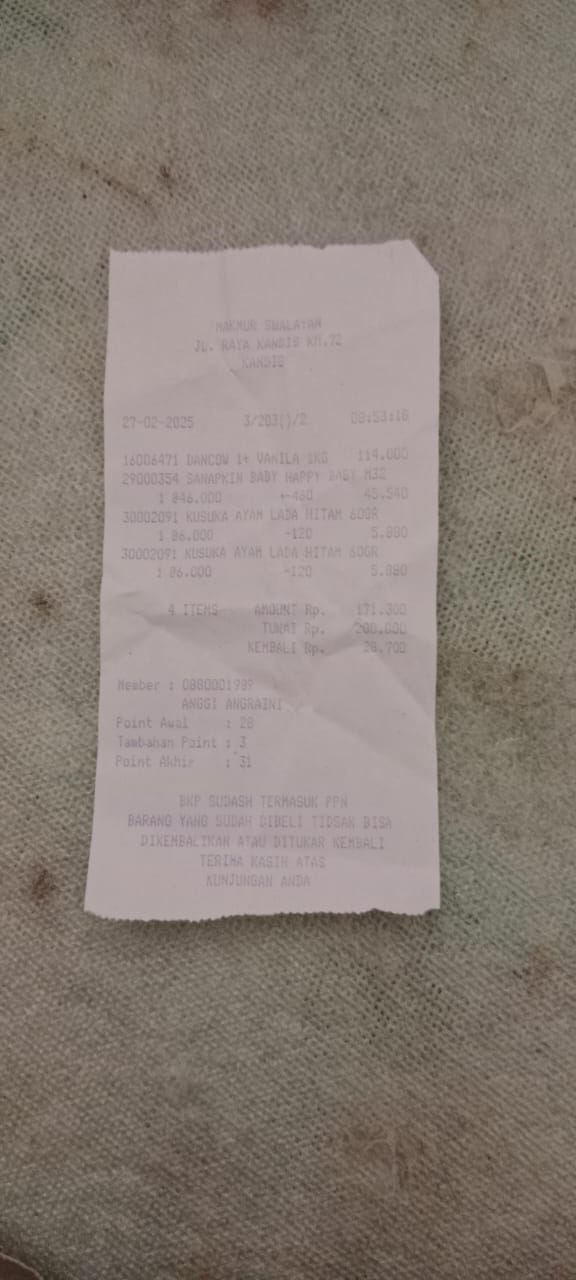 MAKMUR SWALAYAN
JL. RAYA KANDIS KM.72
KANDIS
27-02-2025 3/203()/2 08:53:18
16006471 DANCOW 1+ VANILA 1KG 114.000
29000354 SANAPKIN BABY HAPPY BABY M32
1 @46.000 --460 45.540
30002091 KUSUKA AYAM LADA HITAM 60GR
1 @6.000 -120 5.880
30002091 KUSUKA AYAM LADA HITAM 60GR
1 @6.000 -120 5.880
4 ITEMS AMOUNT Rp. 171.300
TUNAI Rp. 200.000
KEMBALI Rp. 28.700
Member : 0880001989
ANGGI ANGRAINI
Point Awal : 28
Tambahan Point : 3
Point Akhir : 31
BKP SUDASH TERMASUK PPN
BARANG YANG SUDAH DIBELI TIDSAK BISA
DIKEMBALIKAN ATAU DITUKAR KEMBALI
TERIMA KASIH ATAS
KUNJUNGAN ANDA